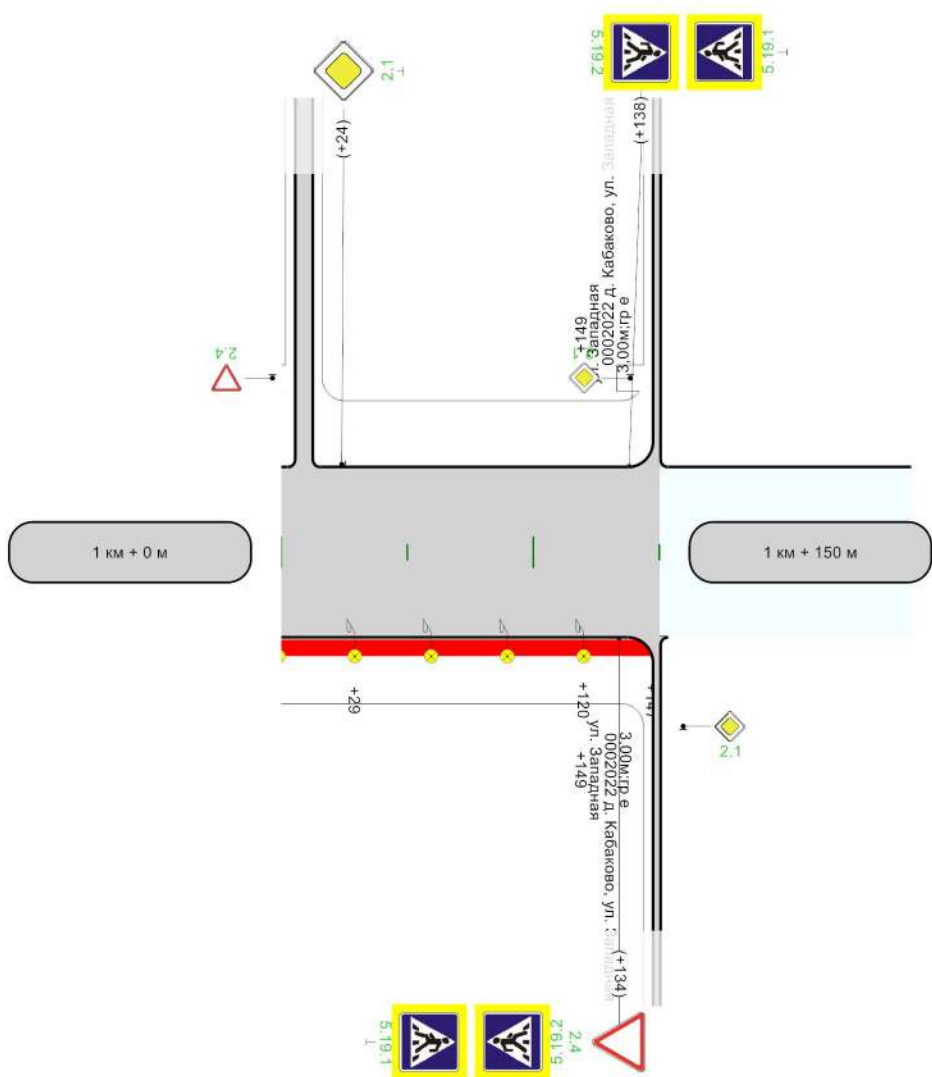 5.19.2
5.19.1
2.1
(+24)
(+138)
ул. Западная
+149
0002022 д. Кабаково, ул. Западная
3,00м:гр е
2.4
1 км + 0 м
1 км + 150 м
+29
+120
+147
ул. Западная
+149
0002022 д. Кабаково, ул. Западная
3,00м:гр е
2.1
(+134)
5.19.1
5.19.2
2.4